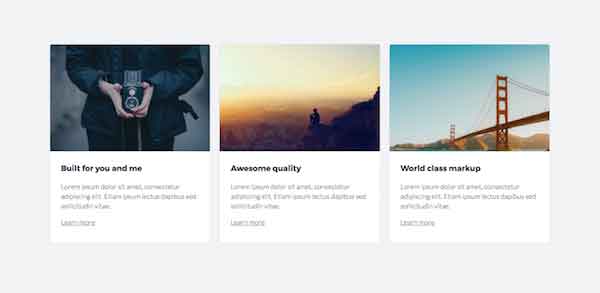 Built for you and me
Lorem ipsum dolor sit amet, consectetur
adipiscing elit. Etiam lectus dapibus sed
sollicitudin vitae.
Learn more
Awesome quality
Lorem ipsum dolor sit amet, consectetur
adipiscing elit. Etiam ipsum lectus dapibus sed
sollicitudin vitae.
Learn more
World class markup
Lorem ipsum dolor sit amet, consectetur
adipiscing elit. Etiam ipsum lectus dapibus sed
sollicitudin vitae.
Learn more